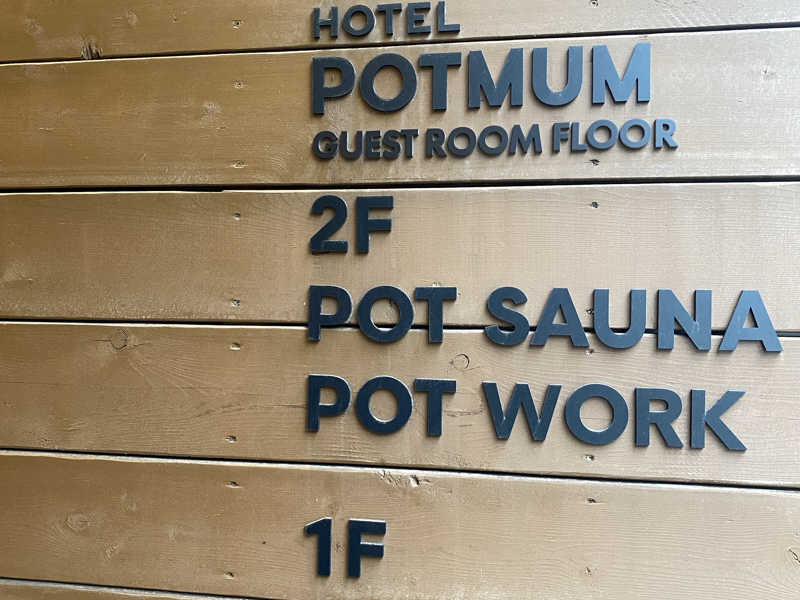 HOTEL
POTMUM
GUEST ROOM FLOOR
2F
POT SAUNA
POT WORK
1F